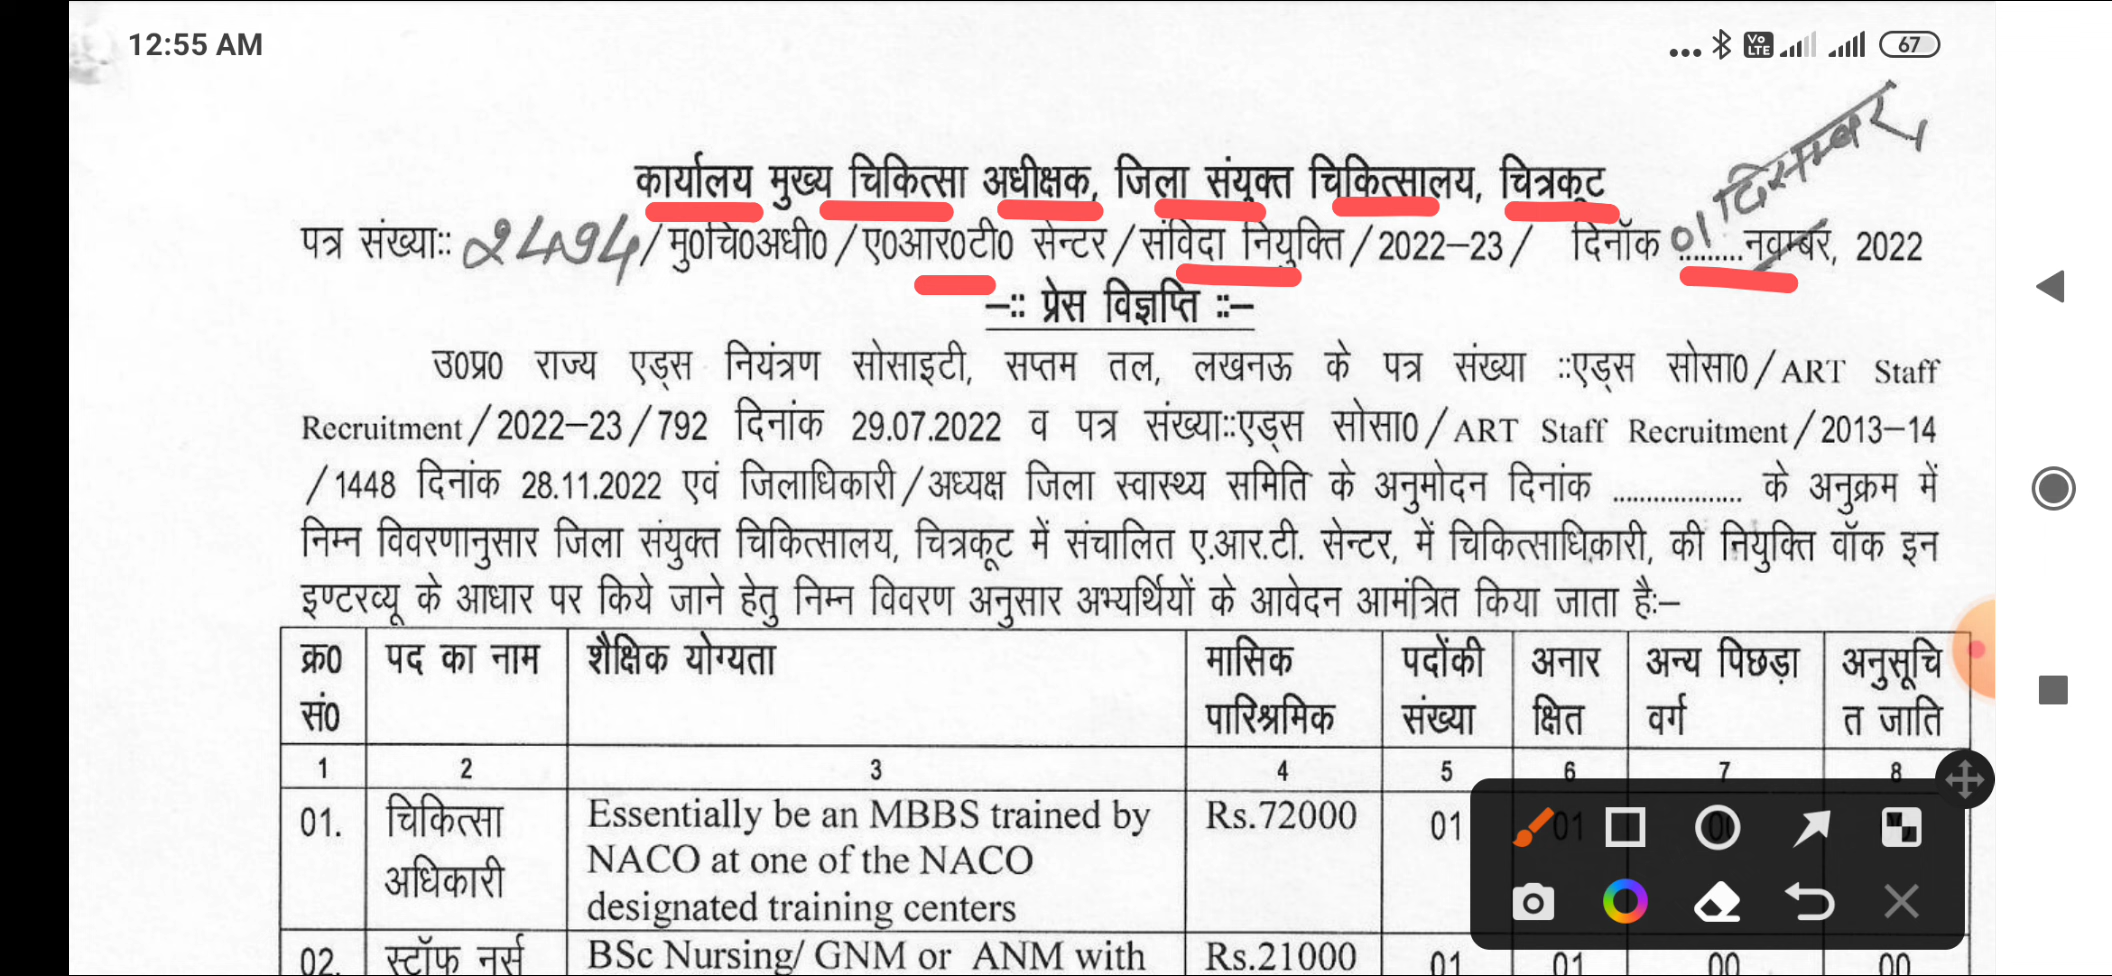 12:55 AM
Vo LTE 67
दिसम्बर,
कार्यालय मुख्य चिकित्सा अधीक्षक, जिला संयुक्त चिकित्सालय, चित्रकूट
पत्र संख्याः: /मु0चि0अधी0/ए0आर0टी0 सेन्टर/संविदा नियुक्ति/2022–23/ दिनॉक 01 .........नवम्बर, 2022
–:: प्रेस विज्ञप्ति ::–
उ0प्र0 राज्य एड्स नियंत्रण सोसाइटी, सप्तम तल, लखनऊ के पत्र संख्या ::एड्स सोसा0/ART Staff
Recruitment/2022–23/792 दिनांक 29.07.2022 व पत्र संख्याः:एड्स सोसा0/ART Staff Recruitment/2013–14
/1448 दिनांक 28.11.2022 एवं जिलाधिकारी/अध्यक्ष जिला स्वास्थ्य समिति के अनुमोदन दिनांक ................... के अनुक्रम में
निम्न विवरणानुसार जिला संयुक्त चिकित्सालय, चित्रकूट में संचालित ए.आर.टी. सेन्टर, में चिकित्साधिकारी, की नियुक्ति वॉक इन
इण्टरव्यू के आधार पर किये जाने हेतु निम्न विवरण अनुसार अभ्यर्थियों के आवेदन आमंत्रित किया जाता हैः–
क्र0 पद का नाम शैक्षिक योग्यता मासिक पदोंकी अनार अन्य पिछड़ा अनुसूचि
सं0 पारिश्रमिक संख्या क्षित वर्ग त जाति
1 2 3 4 5 6 7 8
01. चिकित्सा Essentially be an MBBS trained by Rs.72000 01 01
अधिकारी NACO at one of the NACO
designated training centers
02. स्टॉफ नर्स BSc Nursing/ GNM or ANM with Rs.21000 01 01 00 00